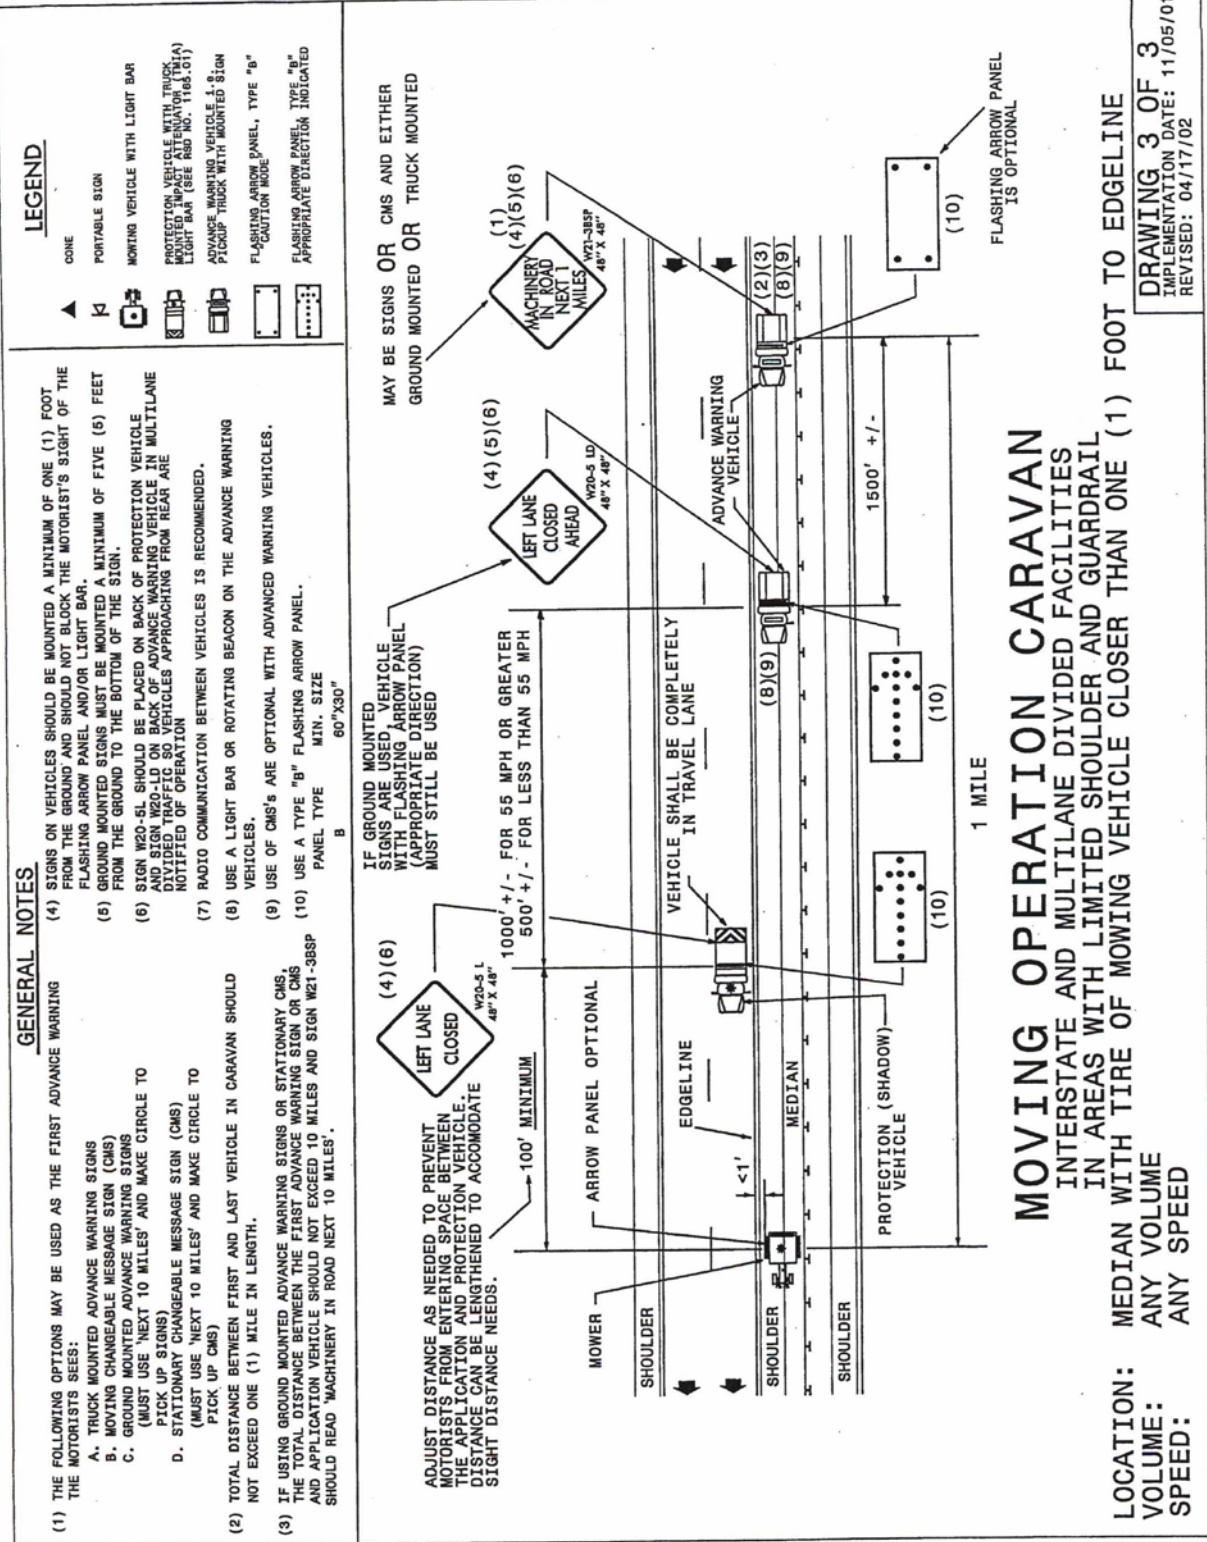 GENERAL NOTES
(1) THE FOLLOWING OPTIONS MAY BE USED AS THE FIRST ADVANCE WARNING
THE MOTORISTS SEES:
A. TRUCK MOUNTED ADVANCE WARNING SIGNS
B. MOVING CHANGEABLE MESSAGE SIGN (CMS)
C. GROUND MOUNTED ADVANCE WARNING SIGNS
(MUST USE 'NEXT 10 MILES' AND MAKE CIRCLE TO
PICK UP SIGNS)
D. STATIONARY CHANGEABLE MESSAGE SIGN (CMS)
(MUST USE 'NEXT 10 MILES' AND MAKE CIRCLE TO
PICK UP CMS)
(2) TOTAL DISTANCE BETWEEN FIRST AND LAST VEHICLE IN CARAVAN SHOULD
NOT EXCEED ONE (1) MILE IN LENGTH.
(3) IF USING GROUND MOUNTED ADVANCE WARNING SIGNS OR STATIONARY CMS,
THE TOTAL DISTANCE BETWEEN THE FIRST ADVANCE WARNING SIGN OR CMS
AND APPLICATION VEHICLE SHOULD NOT EXCEED 10 MILES AND SIGN W21-3BSP
SHOULD READ 'MACHINERY IN ROAD NEXT 10 MILES'.
(4) SIGNS ON VEHICLES SHOULD BE MOUNTED A MINIMUM OF ONE (1) FOOT
FROM THE GROUND AND SHOULD NOT BLOCK THE MOTORIST'S SIGHT OF THE
FLASHING ARROW PANEL AND/OR LIGHT BAR.
(5) GROUND MOUNTED SIGNS MUST BE MOUNTED A MINIMUM OF FIVE (5) FEET
FROM THE GROUND TO THE BOTTOM OF THE SIGN.
(6) SIGN W20-5L SHOULD BE PLACED ON BACK OF PROTECTION VEHICLE
AND SIGN W20-LD ON BACK OF ADVANCE WARNING VEHICLE IN MULTILANE
DIVIDED TRAFFIC SO VEHICLES APPROACHING FROM REAR ARE
NOTIFIED OF OPERATION
(7) RADIO COMMUNICATION BETWEEN VEHICLES IS RECOMMENDED.
(8) USE A LIGHT BAR OR ROTATING BEACON ON THE ADVANCE WARNING
VEHICLES.
(9) USE OF CMS's ARE OPTIONAL WITH ADVANCED WARNING VEHICLES.
(10) USE A TYPE "B" FLASHING ARROW PANEL.
PANEL TYPE MIN. SIZE
B 60"X30"
LEGEND
CONE
PORTABLE SIGN
MOWING VEHICLE WITH LIGHT BAR
PROTECTION VEHICLE WITH TRUCK
MOUNTED IMPACT ATTENUATOR (TMIA)
LIGHT BAR (SEE RSD NO. 1165.01)
ADVANCE WARNING VEHICLE i.e.
PICKUP TRUCK WITH MOUNTED SIGN
FLASHING ARROW PANEL, TYPE "B"
"CAUTION MODE"
FLASHING ARROW PANEL, TYPE "B"
APPROPRIATE DIRECTION INDICATED
ADJUST DISTANCE AS NEEDED TO PREVENT
MOTORISTS FROM ENTERING SPACE BETWEEN
THE APPLICATION AND PROTECTION VEHICLE.
DISTANCE CAN BE LENGTHENED TO ACCOMODATE
SIGHT DISTANCE NEEDS.
LEFT LANE
CLOSED
(4)(6)
W20-5 L
48" X 48"
IF GROUND MOUNTED
SIGNS ARE USED, VEHICLE
WITH FLASHING ARROW PANEL
(APPROPRIATE DIRECTION)
MUST STILL BE USED
LEFT LANE
CLOSED
AHEAD
(4)(5)(6)
W20-5 LD
48" X 48"
MAY BE SIGNS OR CMS AND EITHER
GROUND MOUNTED OR TRUCK MOUNTED
MACHINERY
IN ROAD
NEXT 1
MILES
(1)
(4)(5)(6)
W21-3BSP
48" X 48"
100' MINIMUM
1000' +/- FOR 55 MPH OR GREATER
500' +/- FOR LESS THAN 55 MPH
MOWER
ARROW PANEL OPTIONAL
SHOULDER
EDGELINE
VEHICLE SHALL BE COMPLETELY
IN TRAVEL LANE
ADVANCE WARNING
VEHICLE
<1'
(8)(9)
(2)(3)
(8)(9)
SHOULDER
MEDIAN
SHOULDER
PROTECTION (SHADOW)
VEHICLE
(10)
(10)
1500' +/-
(10)
FLASHING ARROW PANEL
IS OPTIONAL
1 MILE
MOVING OPERATION CARAVAN
INTERSTATE AND MULTILANE DIVIDED FACILITIES
IN AREAS WITH LIMITED SHOULDER AND GUARDRAIL
LOCATION: MEDIAN WITH TIRE OF MOWING VEHICLE CLOSER THAN ONE (1) FOOT TO EDGELINE
VOLUME: ANY VOLUME
SPEED: ANY SPEED
DRAWING 3 OF 3
IMPLEMENTATION DATE: 11/05/01
REVISED: 04/17/02